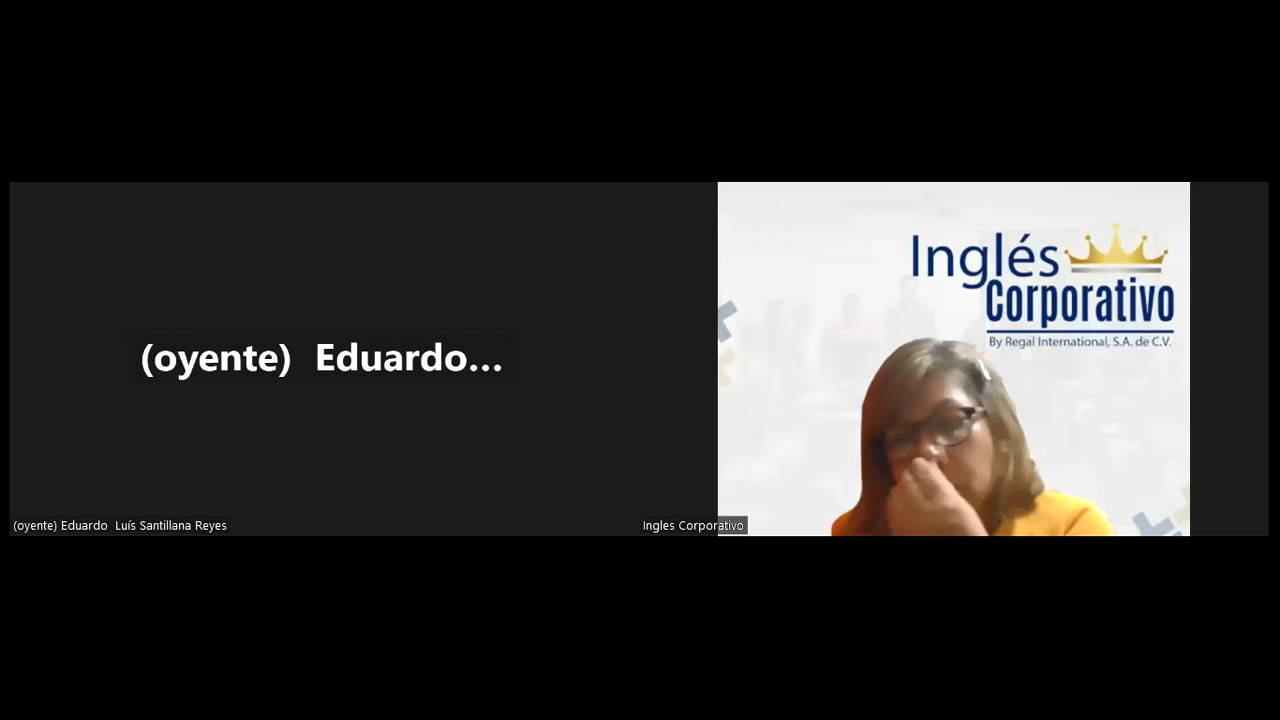 (oyente) Eduardo...
(oyente) Eduardo Luís Santillana Reyes
Inglés
Corporativo
By Regal International, S.A. de C.V.
Ingles Corporativo